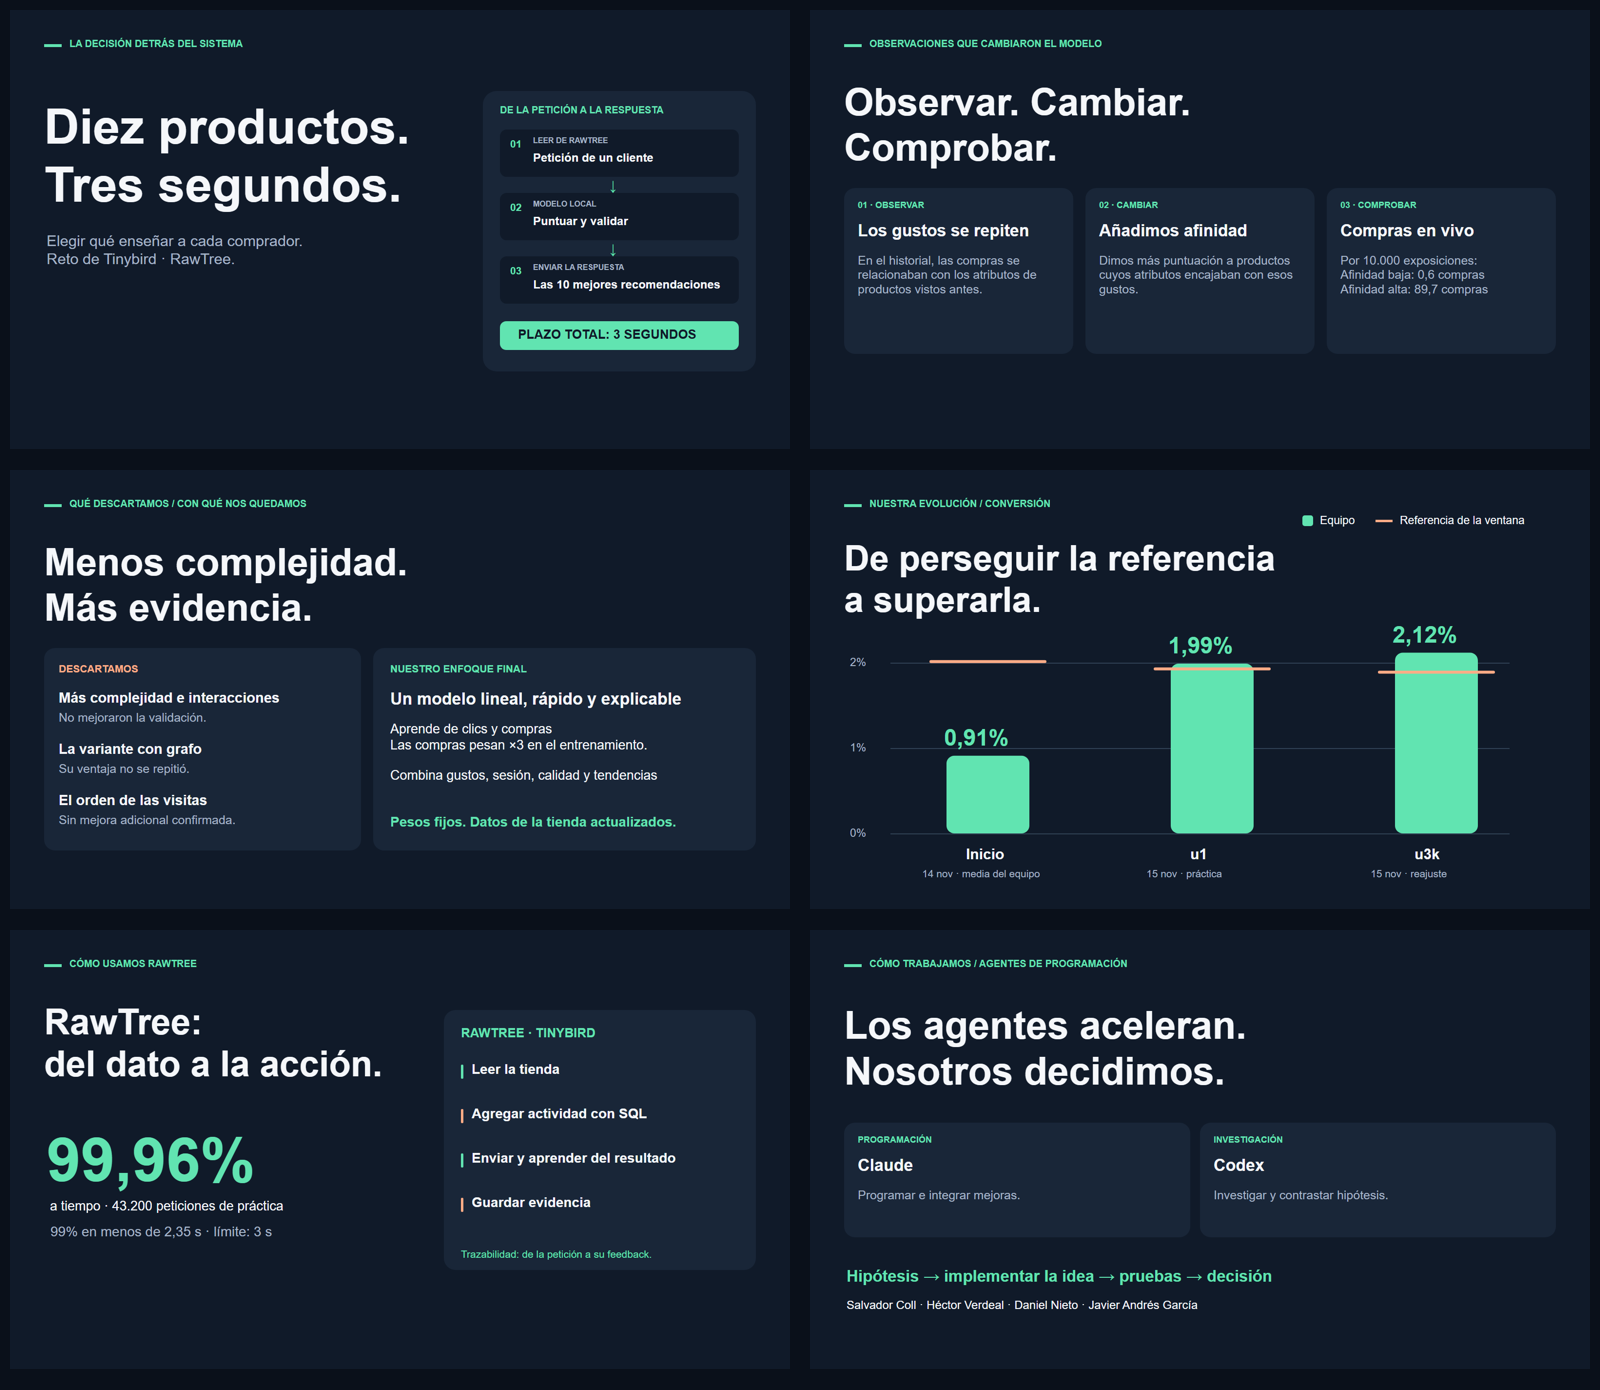 LA DECISIÓN DETRÁS DEL SISTEMA
Diez productos.
Tres segundos.
Elegir qué enseñar a cada comprador.
Reto de Tinybird · RawTree.
DE LA PETICIÓN A LA RESPUESTA
01
LEER DE RAWTREE
Petición de un cliente
↓
02
MODELO LOCAL
Puntuar y validar
↓
03
ENVIAR LA RESPUESTA
Las 10 mejores recomendaciones
PLAZO TOTAL: 3 SEGUNDOS
OBSERVACIONES QUE CAMBIARON EL MODELO
Observar. Cambiar.
Comprobar.
01 · OBSERVAR
Los gustos se repiten
En el historial, las compras se
relacionaban con los atributos de
productos vistos antes.
02 · CAMBIAR
Añadimos afinidad
Dimos más puntuación a productos
cuyos atributos encajaban con esos
gustos.
03 · COMPROBAR
Compras en vivo
Por 10.000 exposiciones:
Afinidad baja: 0,6 compras
Afinidad alta: 89,7 compras
QUÉ DESCARTAMOS / CON QUÉ NOS QUEDAMOS
Menos complejidad.
Más evidencia.
DESCARTAMOS
Más complejidad e interacciones
No mejoraron la validación.
La variante con grafo
Su ventaja no se repitió.
El orden de las visitas
Sin mejora adicional confirmada.
NUESTRO ENFOQUE FINAL
Un modelo lineal, rápido y explicable
Aprende de clics y compras
Las compras pesan ×3 en el entrenamiento.
Combina gustos, sesión, calidad y tendencias
Pesos fijos. Datos de la tienda actualizados.
NUESTRA EVOLUCIÓN / CONVERSIÓN
Equipo
Referencia de la ventana
De perseguir la referencia
a superarla.
2%
1%
0%
0,91%
1,99%
2,12%
Inicio
14 nov · media del equipo
u1
15 nov · práctica
u3k
15 nov · reajuste
CÓMO USAMOS RAWTREE
RawTree:
del dato a la acción.
99,96%
a tiempo · 43.200 peticiones de práctica
99% en menos de 2,35 s · límite: 3 s
RAWTREE · TINYBIRD
Leer la tienda
Agregar actividad con SQL
Enviar y aprender del resultado
Guardar evidencia
Trazabilidad: de la petición a su feedback.
CÓMO TRABAJAMOS / AGENTES DE PROGRAMACIÓN
Los agentes aceleran.
Nosotros decidimos.
PROGRAMACIÓN
Claude
Programar e integrar mejoras.
INVESTIGACIÓN
Codex
Investigar y contrastar hipótesis.
Hipótesis → implementar la idea → pruebas → decisión
Salvador Coll · Héctor Verdeal · Daniel Nieto · Javier Andrés García